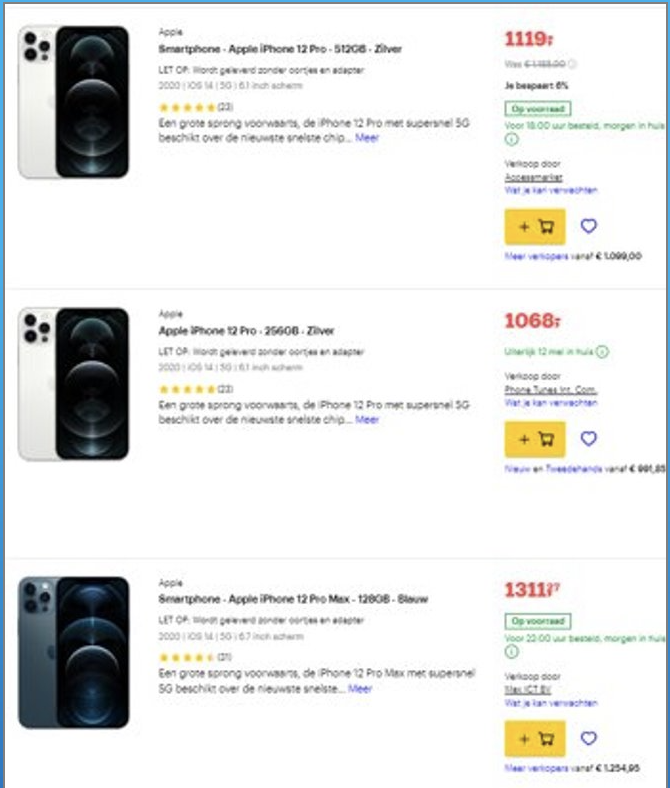 Apple
Smartphone - Apple iPhone 12 Pro - 512GB - Zilver
LET OP: Wordt geleverd zonder oortjes en adapter
2020 | iOS 14 | 5G | 6.1 inch scherm
(23)
Een grote sprong voorwaarts, de iPhone 12 Pro met supersnel 5G
beschikt over de nieuwste snelste chip... Meer
1119,-
Was
Je bespaart 6%
Op voorraad
Voor 18:00 uur besteld, morgen in huis
Verkoop door
Wat je kan verwachten
Meer verkopers vanaf € 1.099,00
Apple
Apple iPhone 12 Pro - 256GB - Zilver
LET OP: Wordt geleverd zonder oortjes en adapter
2020 | iOS 14 | 5G | 6.1 inch scherm
(23)
Een grote sprong voorwaarts, de iPhone 12 Pro met supersnel 5G
beschikt over de nieuwste snelste chip... Meer
1068,-
Uiterlijk 12 mei in huis
Verkoop door
Phone Tunes Int. Com.
Wat je kan verwachten
Nieuw en Tweedehands vanaf € 991,85
Apple
Smartphone - Apple iPhone 12 Pro Max - 128GB - Blauw
LET OP: Wordt geleverd zonder oortjes en adapter
2020 | iOS 14 | 5G | 6.7 inch scherm
(21)
Een grote sprong voorwaarts, de iPhone 12 Pro Max met supersnel
5G beschikt over de nieuwste snelste... Meer
1311,27
Op voorraad
Voor 22:00 uur besteld, morgen in huis
Verkoop door
Max ICT BV
Wat je kan verwachten
Meer verkopers vanaf € 1.254,95